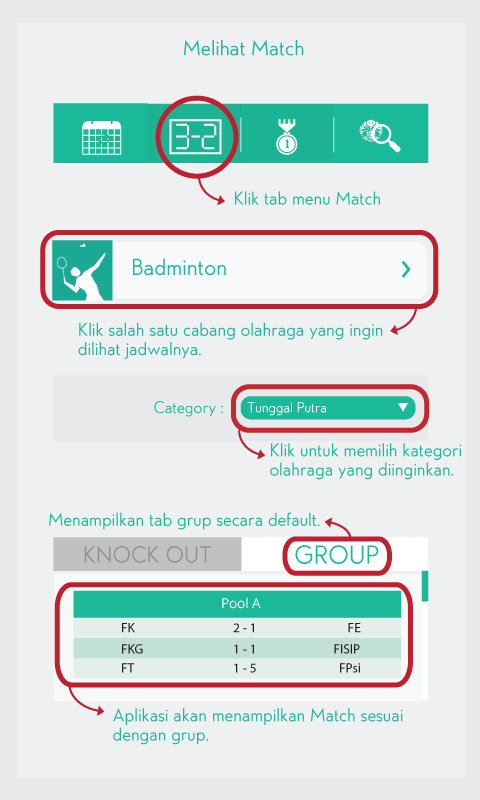 Melihat Match
3-2
1
Klik tab menu Match
Badminton
Klik salah satu cabang olahraga yang ingin
dilihat jadwalnya.
Category :
Tunggal Putra
Klik untuk memilih kategori
olahraga yang diinginkan.
Menampilkan tab grup secara default.
KNOCK OUT
GROUP
Pool A
FK 2 - 1 FE
FKG 1 - 1 FISIP
FT 1 - 5 FPsi
Aplikasi akan menampilkan Match sesuai
dengan grup.